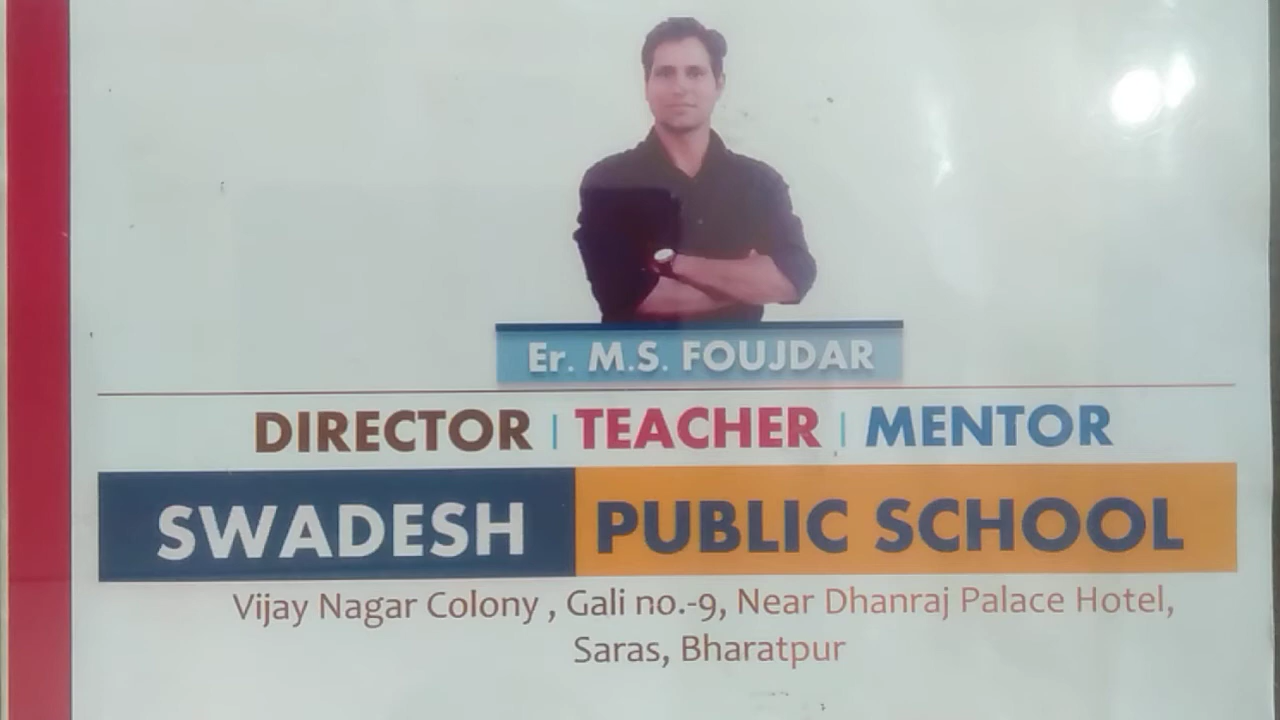 Er. M.S. FOUJDAR
DIRECTOR | TEACHER | MENTOR
SWADESH PUBLIC SCHOOL
Vijay Nagar Colony , Gali no.-9, Near Dhanraj Palace Hotel,
Saras, Bharatpur